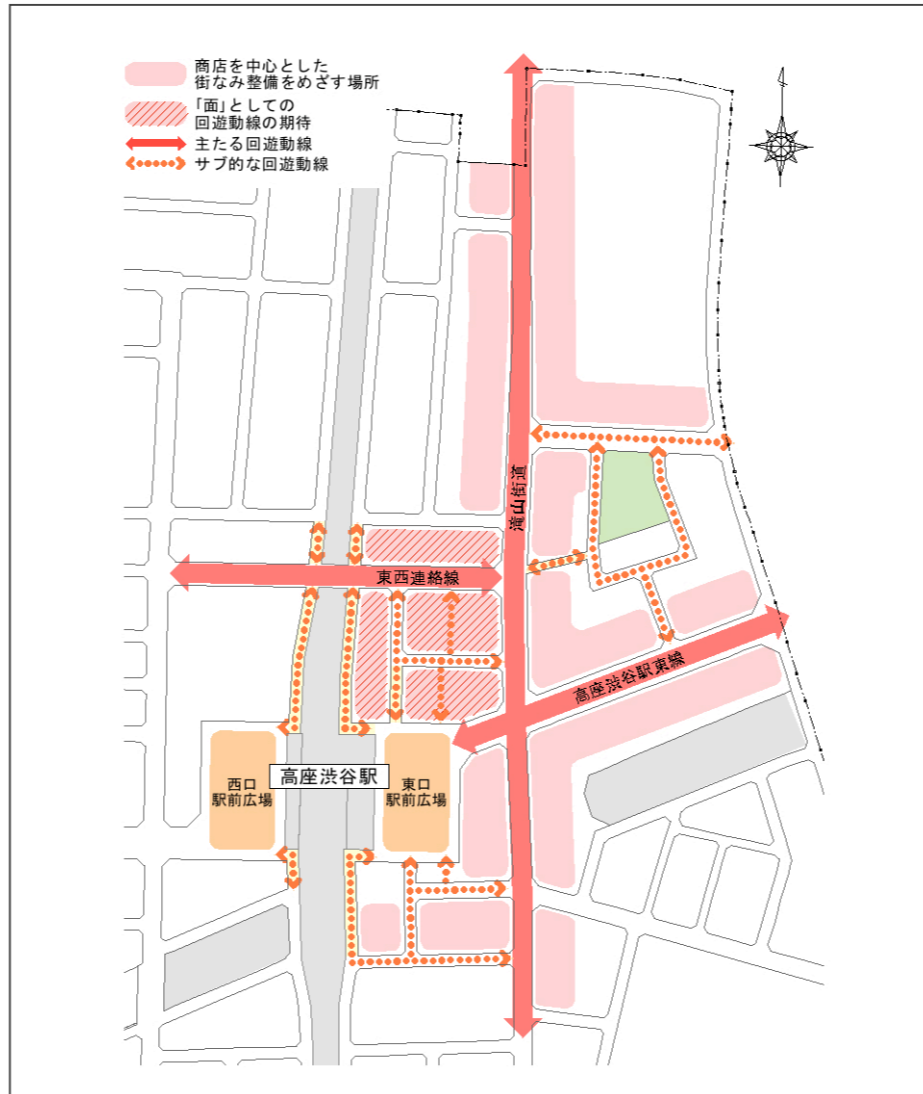 商店を中心とした
街なみ整備をめざす場所
「面」としての
回遊動線の期待
主たる回遊動線
サブ的な回遊動線
滝山街道
東西連絡線
高座渋谷駅東線
高座渋谷駅
西口
駅前広場
東口
駅前広場